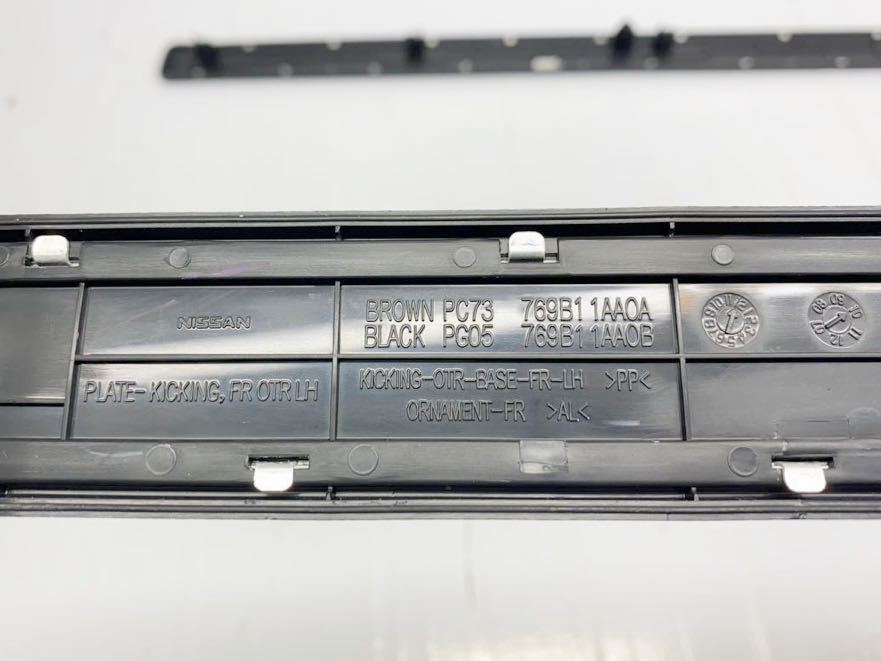 NISSAN
BROWN PC73 769B1 1AA0A
BLACK PG05 769B1 1AA0B
PLATE-KICKING, FR OTR LH
KICKING-OTR-BASE-FR-LH >PP<
ORNAMENT-FR >AL<